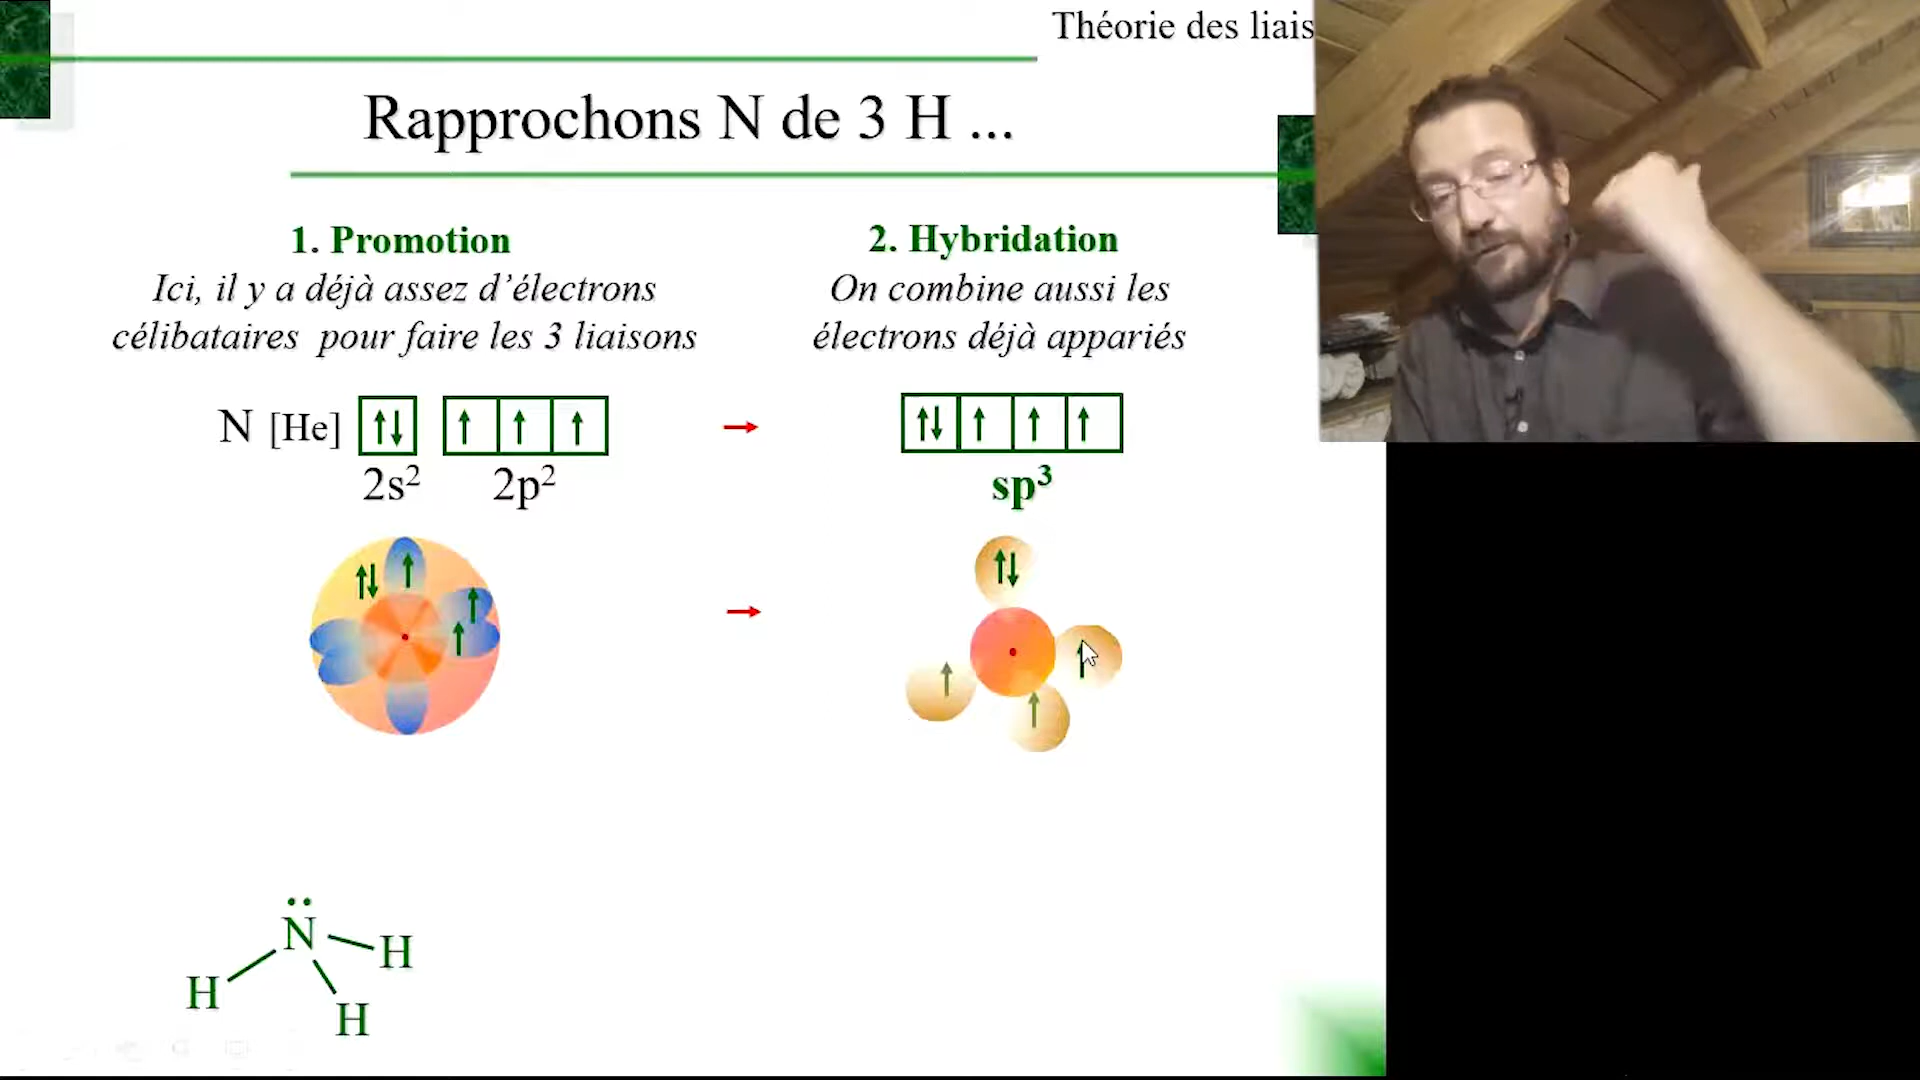 Théorie des liais
Rapprochons N de 3 H ...
1. Promotion
Ici, il y a déjà assez d’électrons
célibataires pour faire les 3 liaisons
2. Hybridation
On combine aussi les
électrons déjà appariés
N [He] ↑↓ ↑ ↑ ↑ → ↑↓ ↑ ↑ ↑
2s² 2p² sp³
N
H
H
H